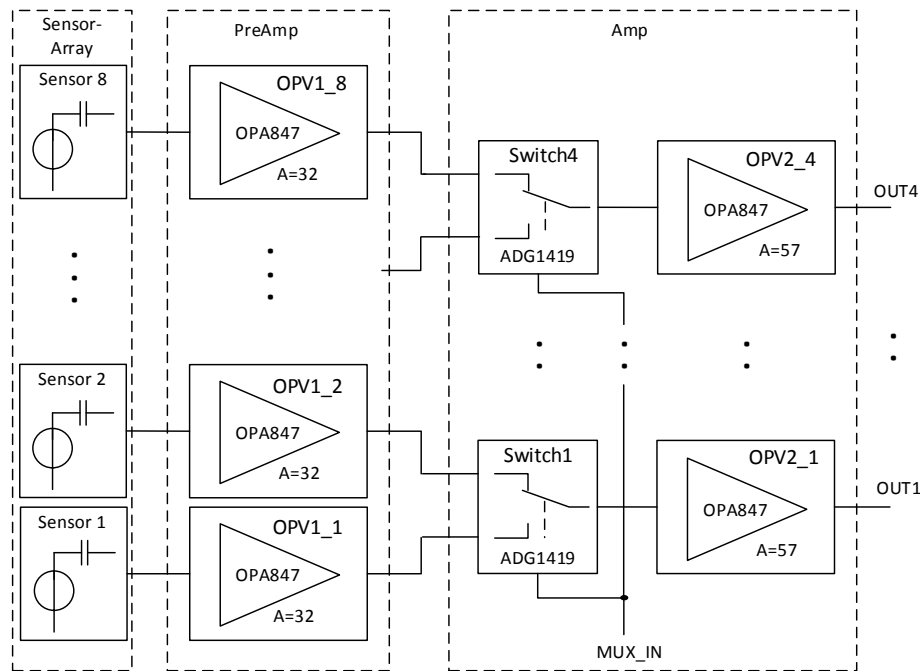 Sensor-
Array
PreAmp
Amp
Sensor 8
OPV1_8
OPA847
A=32
Switch4
ADG1419
OPV2_4
OPA847
A=57
OUT4
Sensor 2
OPV1_2
OPA847
A=32
Switch1
ADG1419
OPV2_1
OPA847
A=57
OUT1
Sensor 1
OPV1_1
OPA847
A=32
MUX_IN